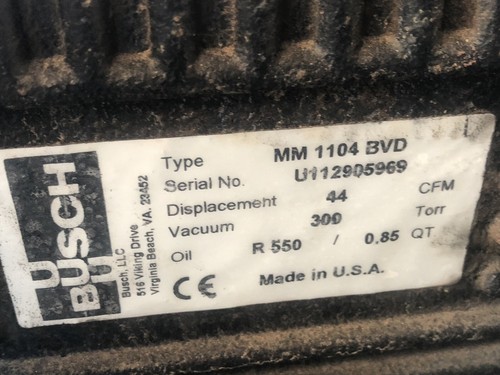 BUSCH
Busch, LLC
516 Viking Drive
Virginia Beach, VA. 23452
Type MM 1104 BVD
Serial No. U112905969
Displacement 44 CFM
Vacuum 300 Torr
Oil R 550 / 0.85 QT
CE Made in U.S.A.